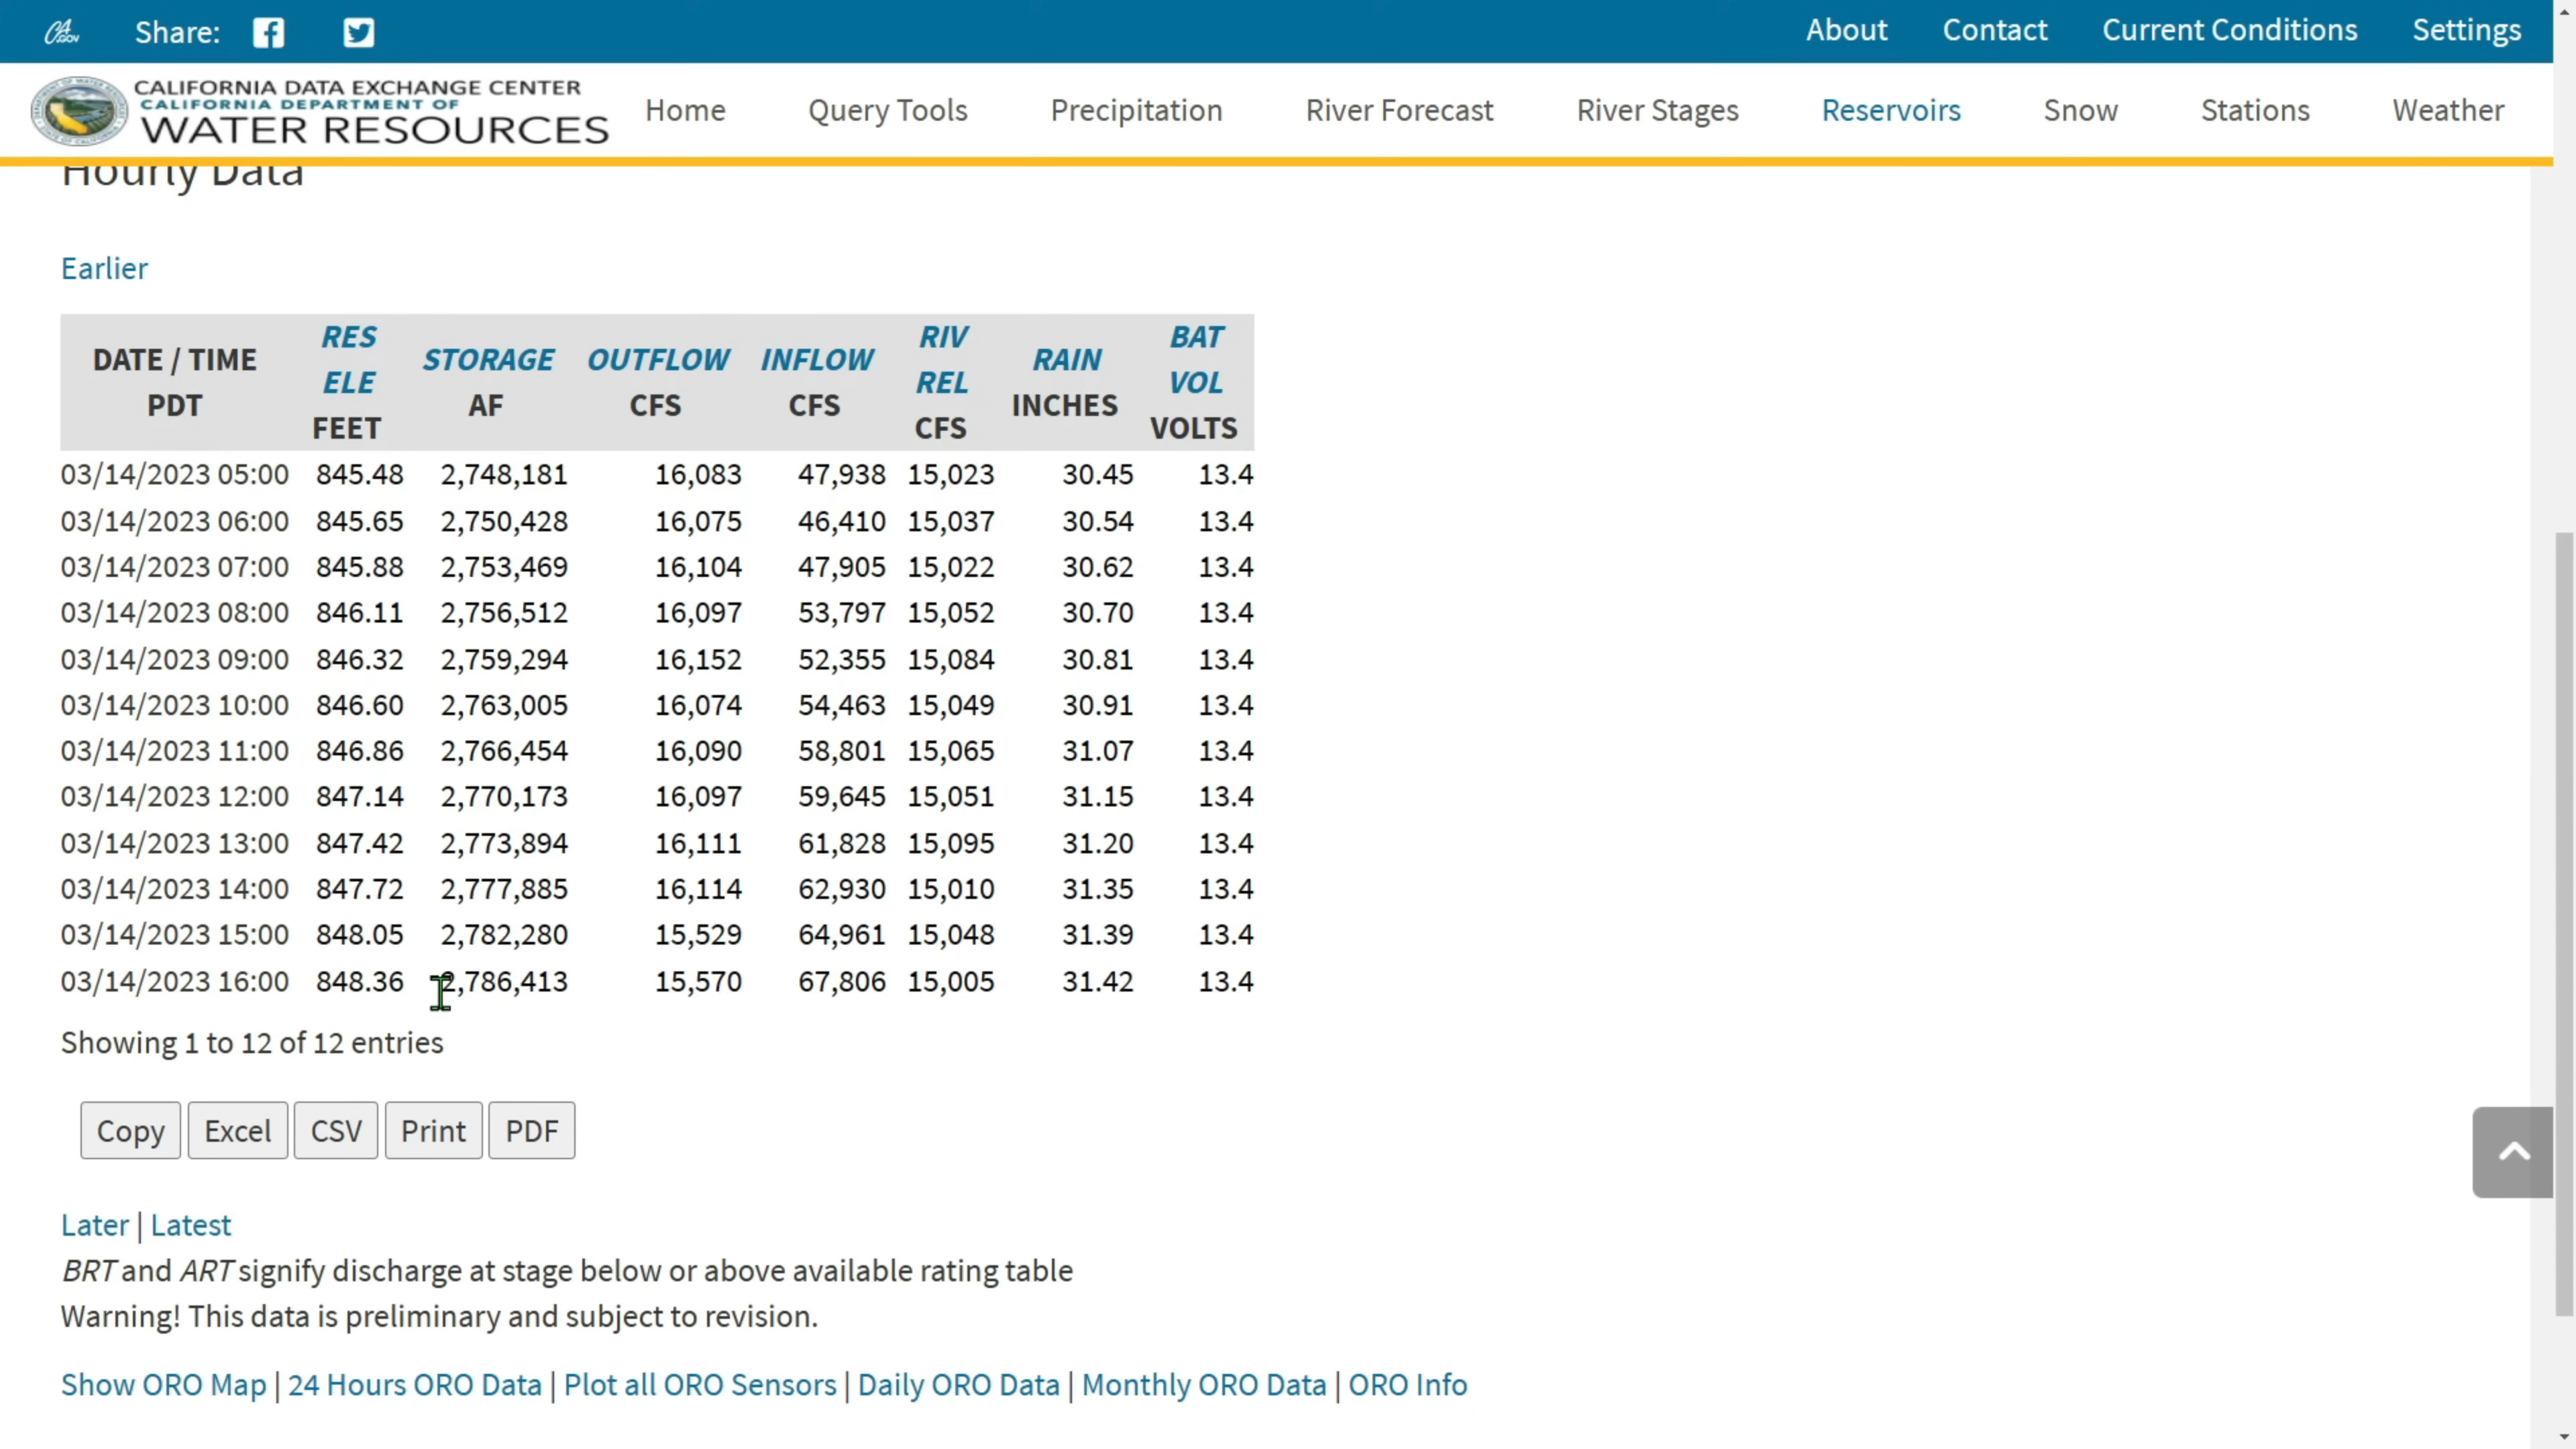 CA.GOV Share: About Contact Current Conditions Settings
CALIFORNIA DATA EXCHANGE CENTER
CALIFORNIA DEPARTMENT OF
WATER RESOURCES
Home Query Tools Precipitation River Forecast River Stages Reservoirs Snow Stations Weather
Hourly Data
Earlier
DATE / TIME PDT RES ELE FEET STORAGE AF OUTFLOW CFS INFLOW CFS RIV REL CFS RAIN INCHES BAT VOL VOLTS
03/14/2023 05:00 845.48 2,748,181 16,083 47,938 15,023 30.45 13.4
03/14/2023 06:00 845.65 2,750,428 16,075 46,410 15,037 30.54 13.4
03/14/2023 07:00 845.88 2,753,469 16,104 47,905 15,022 30.62 13.4
03/14/2023 08:00 846.11 2,756,512 16,097 53,797 15,052 30.70 13.4
03/14/2023 09:00 846.32 2,759,294 16,152 52,355 15,084 30.81 13.4
03/14/2023 10:00 846.60 2,763,005 16,074 54,463 15,049 30.91 13.4
03/14/2023 11:00 846.86 2,766,454 16,090 58,801 15,065 31.07 13.4
03/14/2023 12:00 847.14 2,770,173 16,097 59,645 15,051 31.15 13.4
03/14/2023 13:00 847.42 2,773,894 16,111 61,828 15,095 31.20 13.4
03/14/2023 14:00 847.72 2,777,885 16,114 62,930 15,010 31.35 13.4
03/14/2023 15:00 848.05 2,782,280 15,529 64,961 15,048 31.39 13.4
03/14/2023 16:00 848.36 2,786,413 15,570 67,806 15,005 31.42 13.4
Showing 1 to 12 of 12 entries
Copy Excel CSV Print PDF
Later | Latest
BRT and ART signify discharge at stage below or above available rating table
Warning! This data is preliminary and subject to revision.
Show ORO Map | 24 Hours ORO Data | Plot all ORO Sensors | Daily ORO Data | Monthly ORO Data | ORO Info